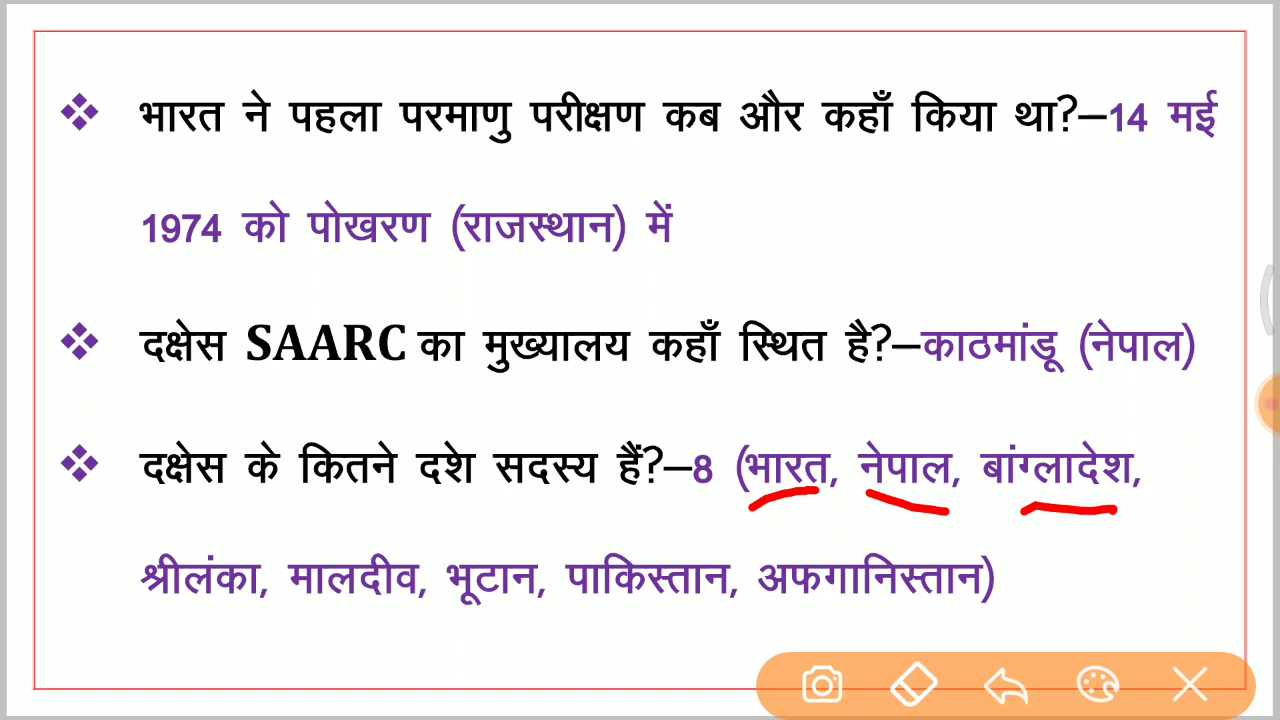 ❖ भारत ने पहला परमाणु परीक्षण कब और कहाँ किया था?–14 मई
1974 को पोखरण (राजस्थान) में
❖ दक्षेस SAARC का मुख्यालय कहाँ स्थित है?–काठमांडू (नेपाल)
❖ दक्षेस के कितने दशे सदस्य हैं?–8 (भारत, नेपाल, बांग्लादेश,
श्रीलंका, मालदीव, भूटान, पाकिस्तान, अफगानिस्तान)